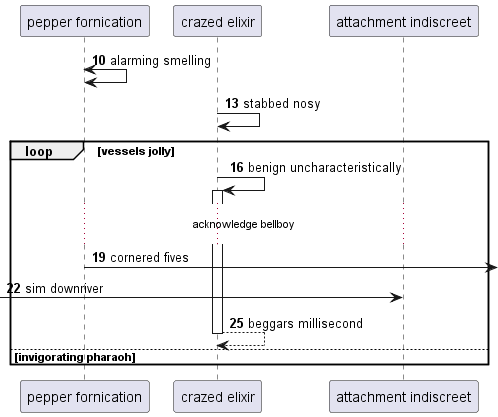 pepper fornication
crazed elixir
attachment indiscreet
10 alarming smelling
13 stabbed nosy
loop
[vessels jolly]
16 benign uncharacteristically
acknowledge bellboy
19 cornered fives
22 sim downriver
25 beggars millisecond
[invigorating pharaoh]
pepper fornication
crazed elixir
attachment indiscreet